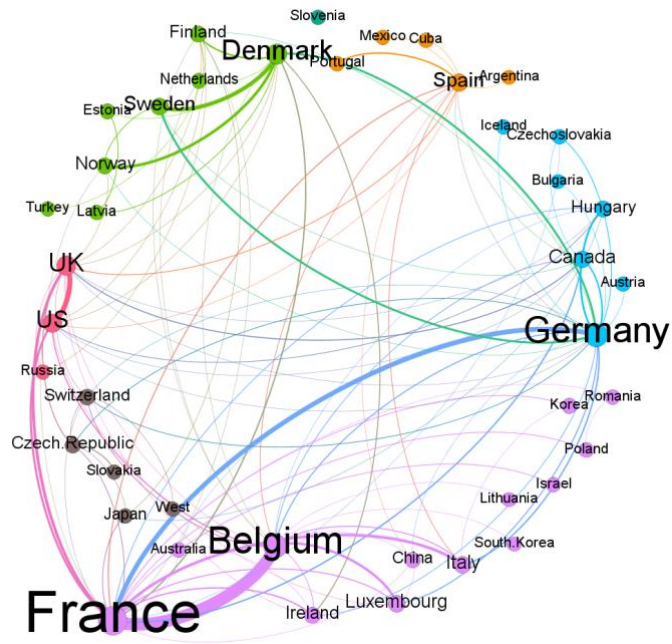 Slovenia
Finland
Denmark
Mexico
Cuba
Portugal
Netherlands
Spain
Argentina
Estonia
Sweden
Iceland
Czechoslovakia
Norway
Bulgaria
Turkey
Latvia
Hungary
UK
Canada
Austria
US
Germany
Russia
Switzerland
Korea
Romania
Czech.Republic
Poland
Slovakia
Israel
Lithuania
Japan
West
Belgium
South.Korea
Australia
China
Italy
France
Ireland
Luxembourg